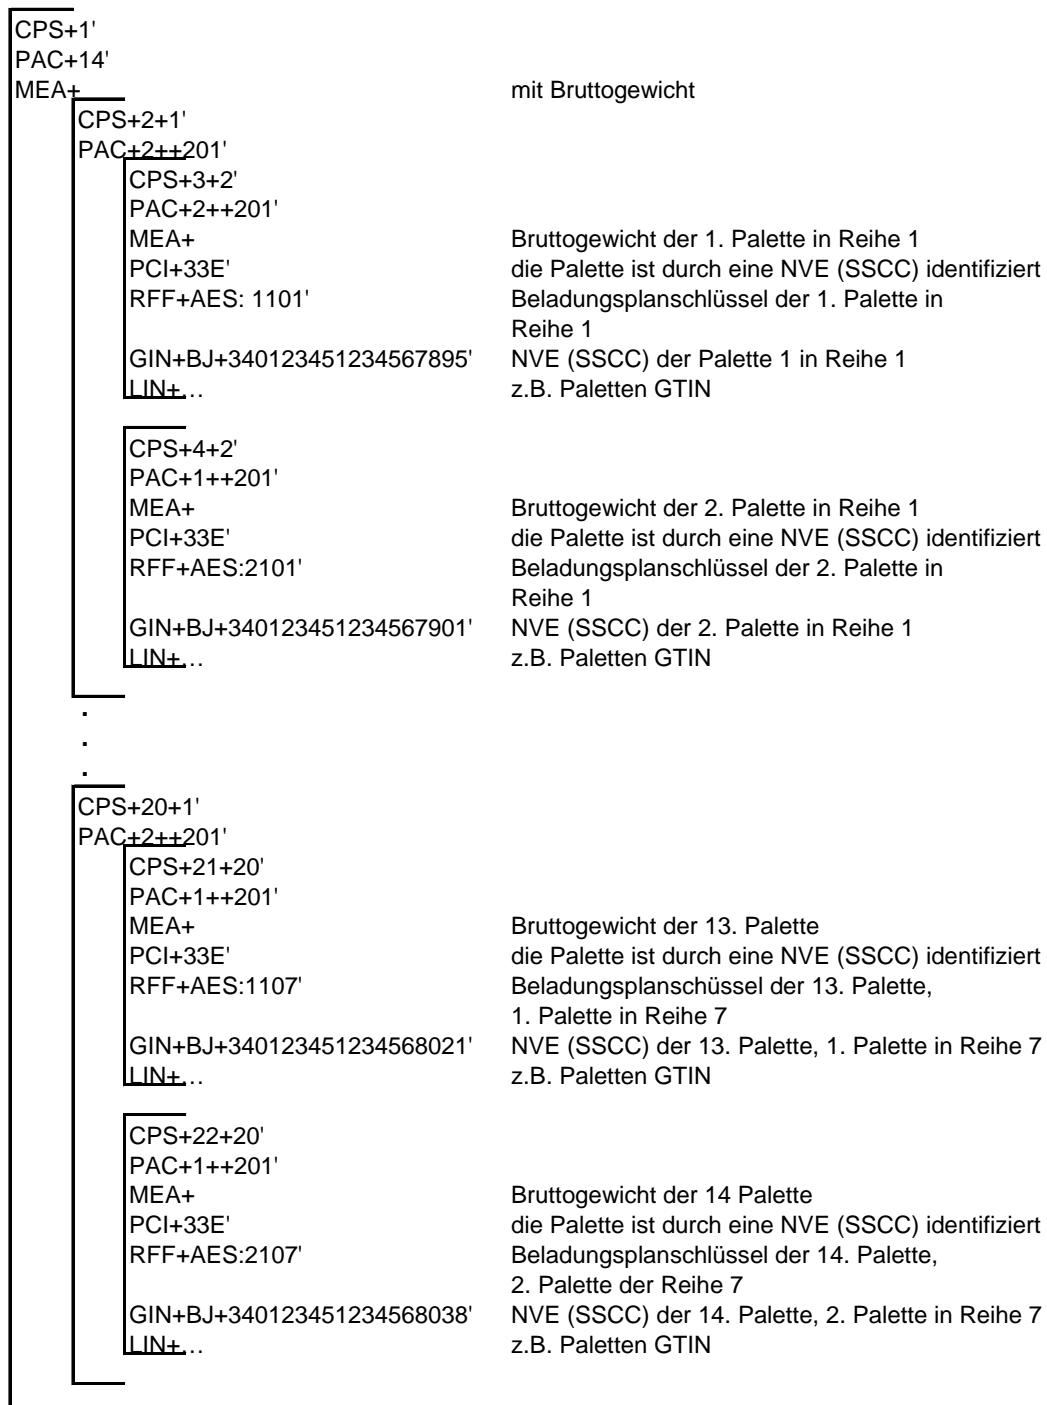 CPS+1'
PAC+14'
MEA+ mit Bruttogewicht
CPS+2+1'
PAC+2++201'
CPS+3+2'
PAC+2++201'
MEA+ Bruttogewicht der 1. Palette in Reihe 1
PCI+33E' die Palette ist durch eine NVE (SSCC) identifiziert
RFF+AES: 1101' Beladungsplanschlüssel der 1. Palette in
Reihe 1
GIN+BJ+340123451234567895' NVE (SSCC) der Palette 1 in Reihe 1
LIN+… z.B. Paletten GTIN
CPS+4+2'
PAC+1++201'
MEA+ Bruttogewicht der 2. Palette in Reihe 1
PCI+33E' die Palette ist durch eine NVE (SSCC) identifiziert
RFF+AES:2101' Beladungsplanschlüssel der 2. Palette in
Reihe 1
GIN+BJ+340123451234567901' NVE (SSCC) der 2. Palette in Reihe 1
LIN+… z.B. Paletten GTIN
.
.
.
CPS+20+1'
PAC+2++201'
CPS+21+20'
PAC+1++201'
MEA+ Bruttogewicht der 13. Palette
PCI+33E' die Palette ist durch eine NVE (SSCC) identifiziert
RFF+AES:1107' Beladungsplanschüssel der 13. Palette,
1. Palette in Reihe 7
GIN+BJ+340123451234568021' NVE (SSCC) der 13. Palette, 1. Palette in Reihe 7
LIN+… z.B. Paletten GTIN
CPS+22+20'
PAC+1++201'
MEA+ Bruttogewicht der 14 Palette
PCI+33E' die Palette ist durch eine NVE (SSCC) identifiziert
RFF+AES:2107' Beladungsplanschlüssel der 14. Palette,
2. Palette der Reihe 7
GIN+BJ+340123451234568038' NVE (SSCC) der 14. Palette, 2. Palette in Reihe 7
LIN+… z.B. Paletten GTIN